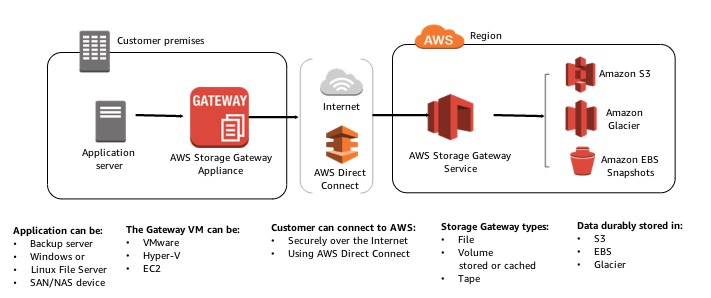 Customer premises
AWS
Region
GATEWAY
Application
server
AWS Storage Gateway
Appliance
Internet
AWS Direct
Connect
AWS Storage Gateway
Service
Amazon S3
Amazon
Glacier
Amazon EBS
Snapshots
Application can be:
• Backup server
• Windows or
• Linux File Server
• SAN/NAS device
The Gateway VM can be:
• VMware
• Hyper-V
• EC2
Customer can connect to AWS:
• Securely over the Internet
• Using AWS Direct Connect
Storage Gateway types:
• File
• Volume
stored or cached
• Tape
Data durably stored in:
• S3
• EBS
• Glacier